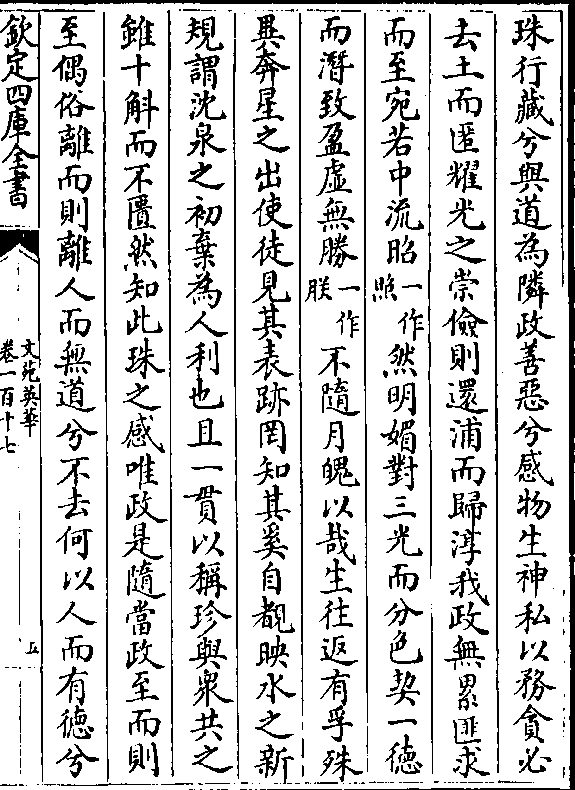 珠行藏兮與道為隣政善惡兮感物生神私以務貪必
去土而匿耀光之崇儉則還浦而歸淳我政無累匪求
而至宛若中流昭一作照然明媚對三光而分色契一德
而潛致盈虛無勝一作朕不隨月魄以哉生往返有孚殊
異奔星之出使徒見其表跡罔知其奚自覩映水之新
規謂沈泉之初棄為人利也且一貫以稱珍與衆共之
雖十斛而不匱然知此珠之感唯政是隨當政至而則
至偶俗離而則離人而無道兮不去何以人而有德兮
欽定四庫全書
文苑英華
卷一百十七
五